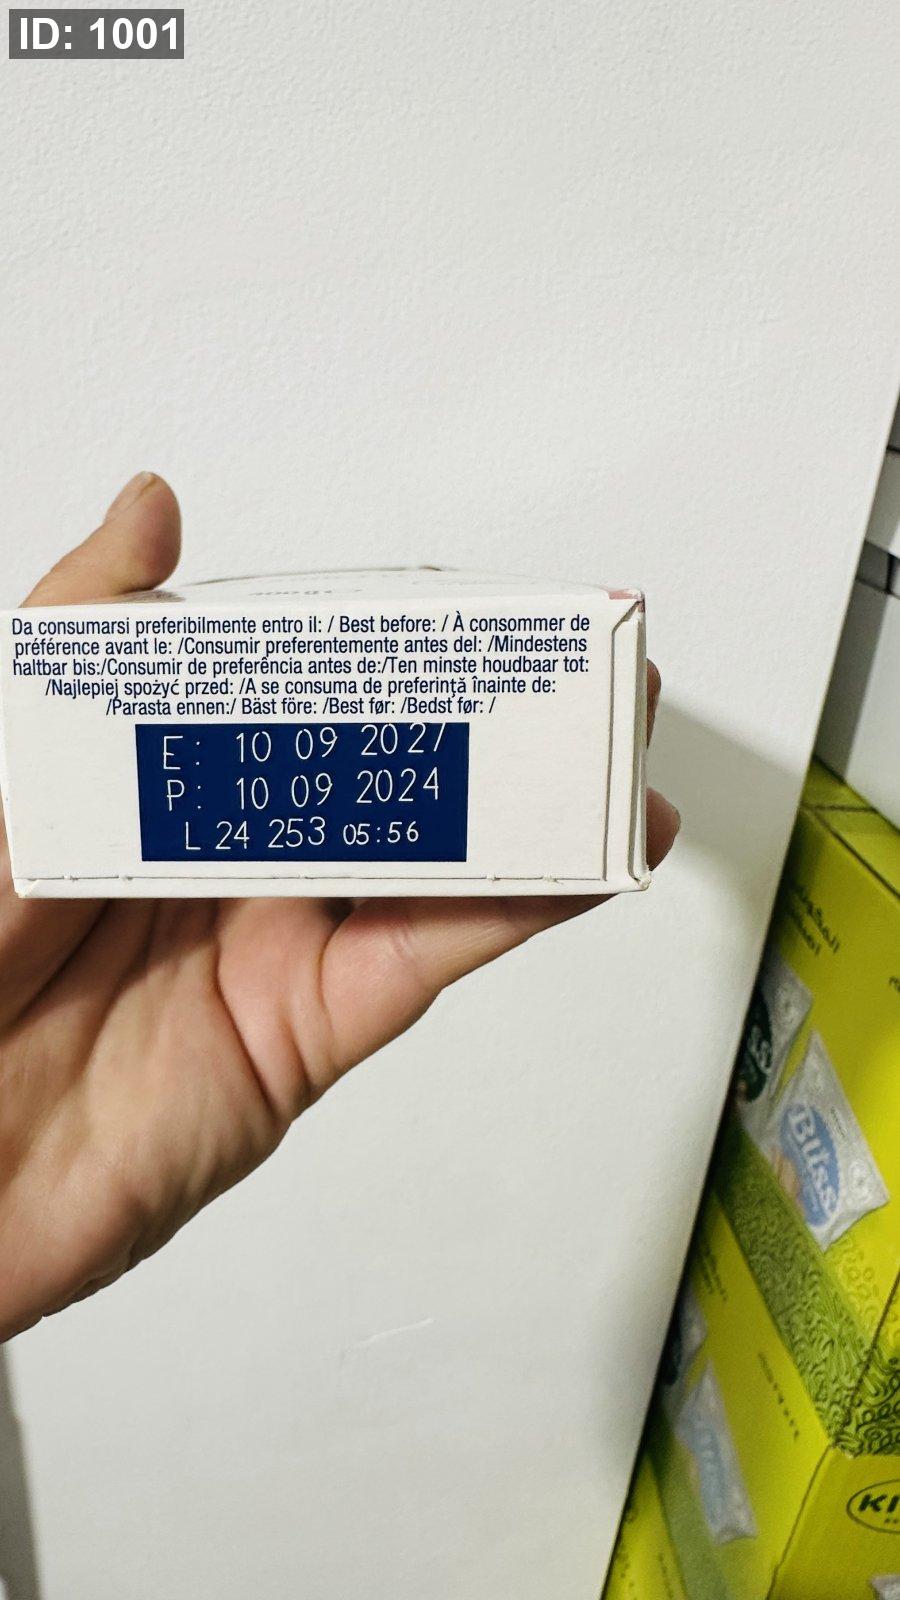 ID: 1001
Da consumarsi preferibilmente entro il: / Best before: / À consommer de
préférence avant le: /Consumir preferentemente antes del: /Mindestens
haltbar bis:/Consumir de preferência antes de:/Ten minste houdbaar tot:
/Najlepiej spożyć przed: /A se consuma de preferinţă înainte de:
/Parasta ennen:/ Bäst före: /Best før: /Bedst før: /
E: 10 09 2027
P: 10 09 2024
L 24 253 05:56
Bliss